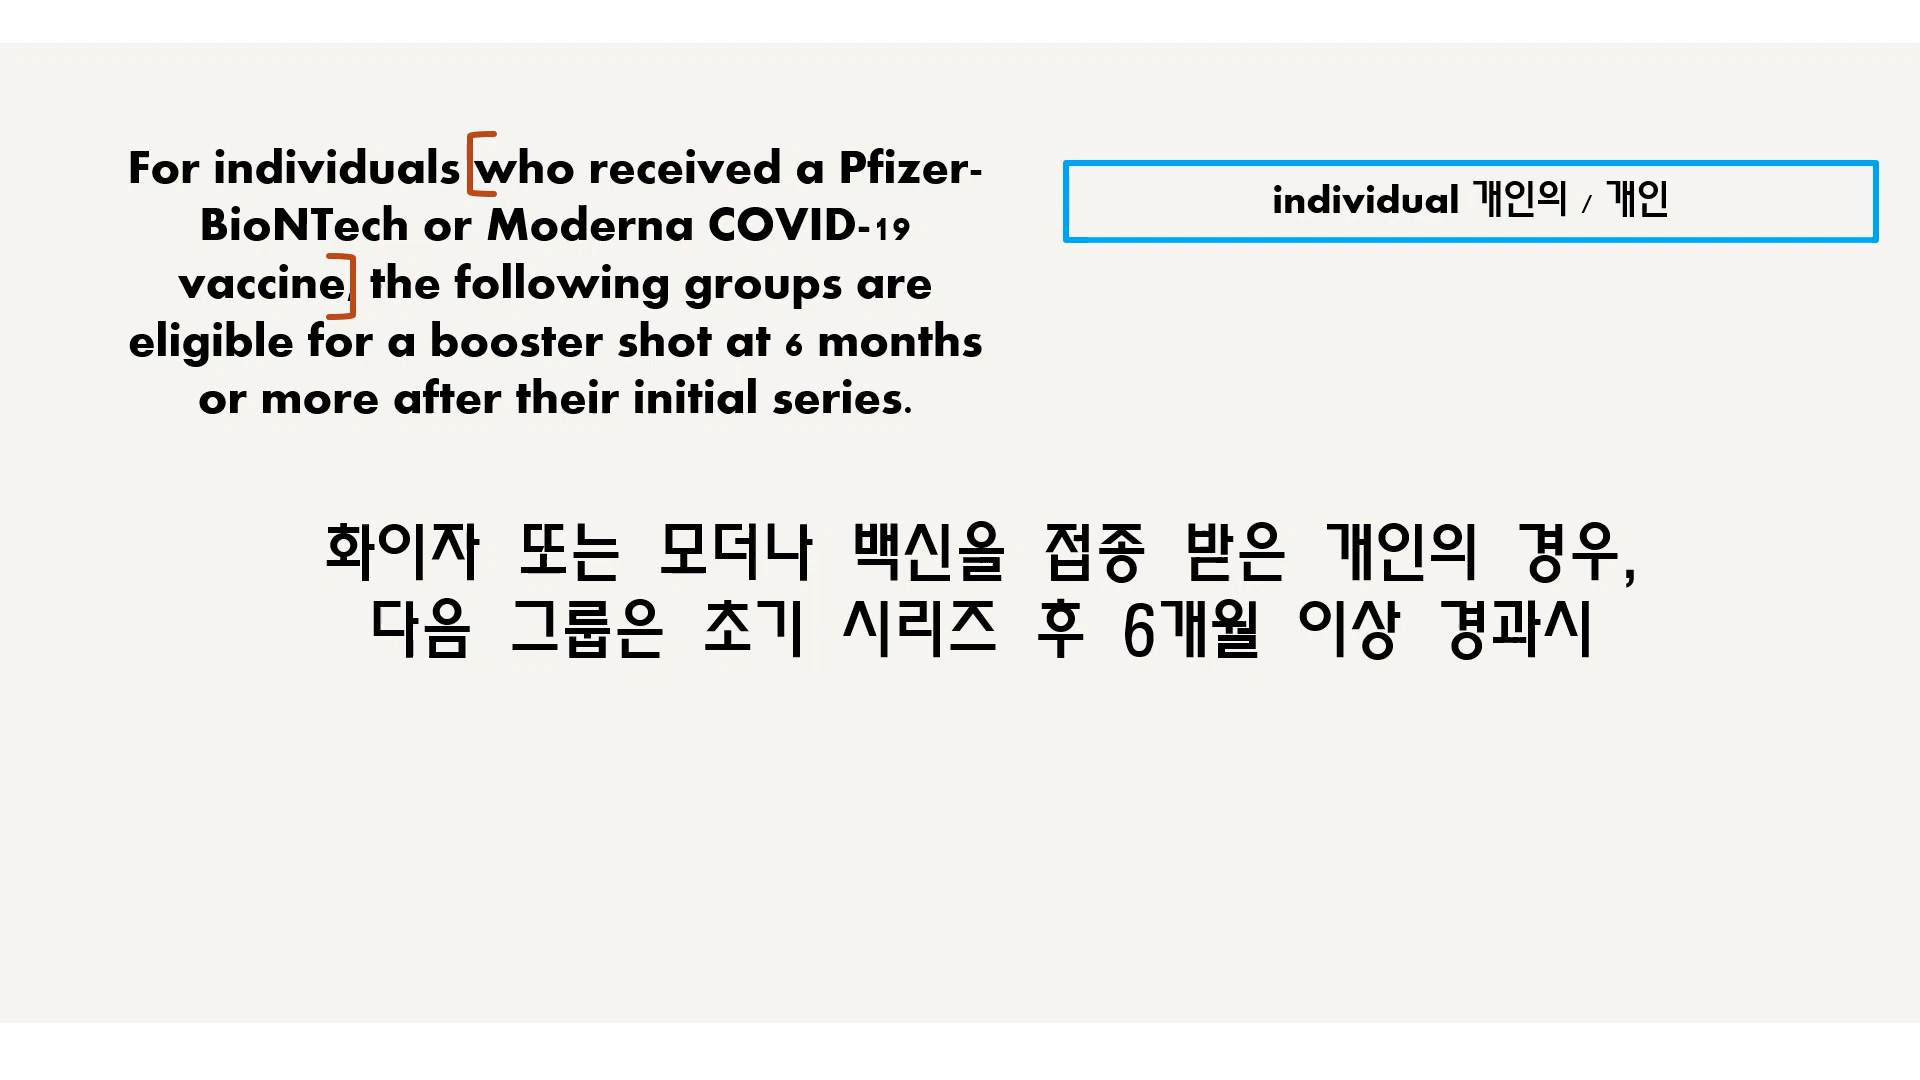 For individuals who received a Pfizer-
BioNTech or Moderna COVID-19
vaccine, the following groups are
eligible for a booster shot at 6 months
or more after their initial series.
individual 개인의 / 개인
화이자 또는 모더나 백신을 접종 받은 개인의 경우,
다음 그룹은 초기 시리즈 후 6개월 이상 경과시